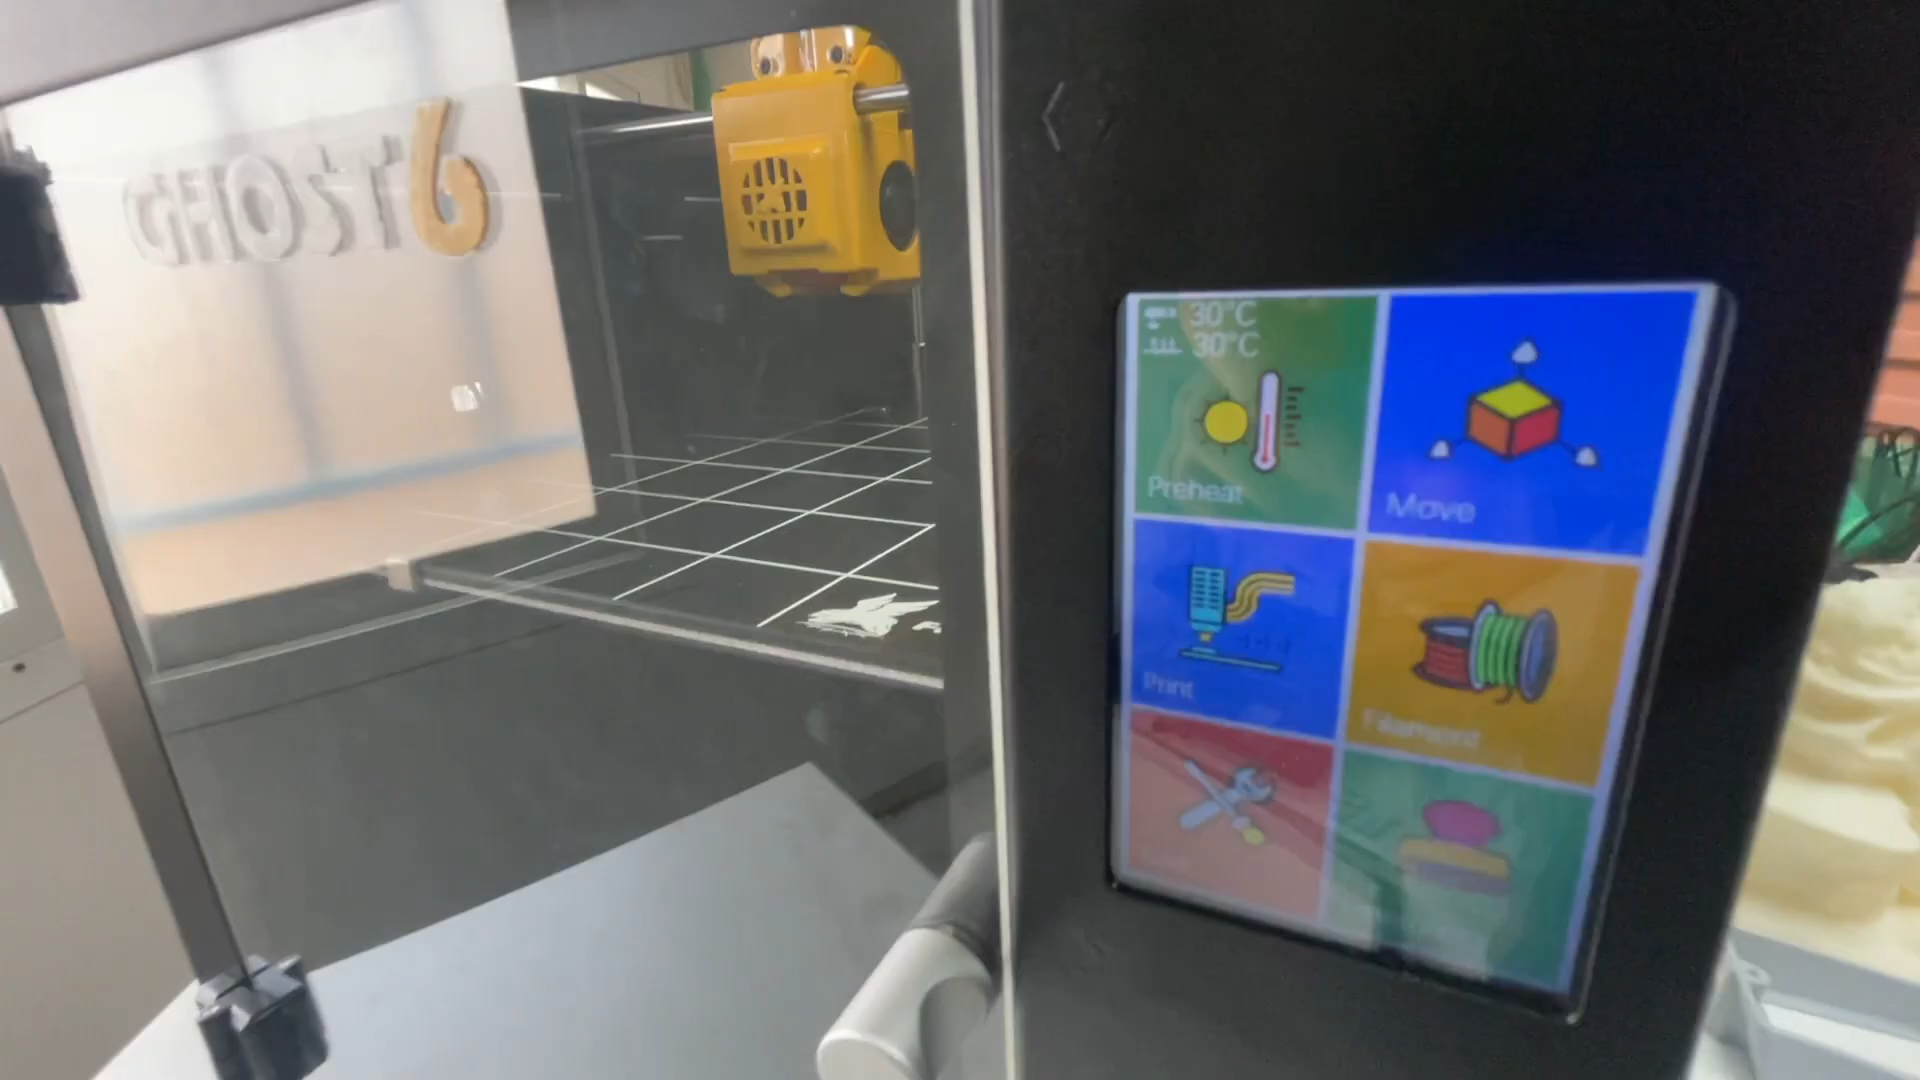 GHOST6
30°C
30°C
Preheat
Move
Print
Filament